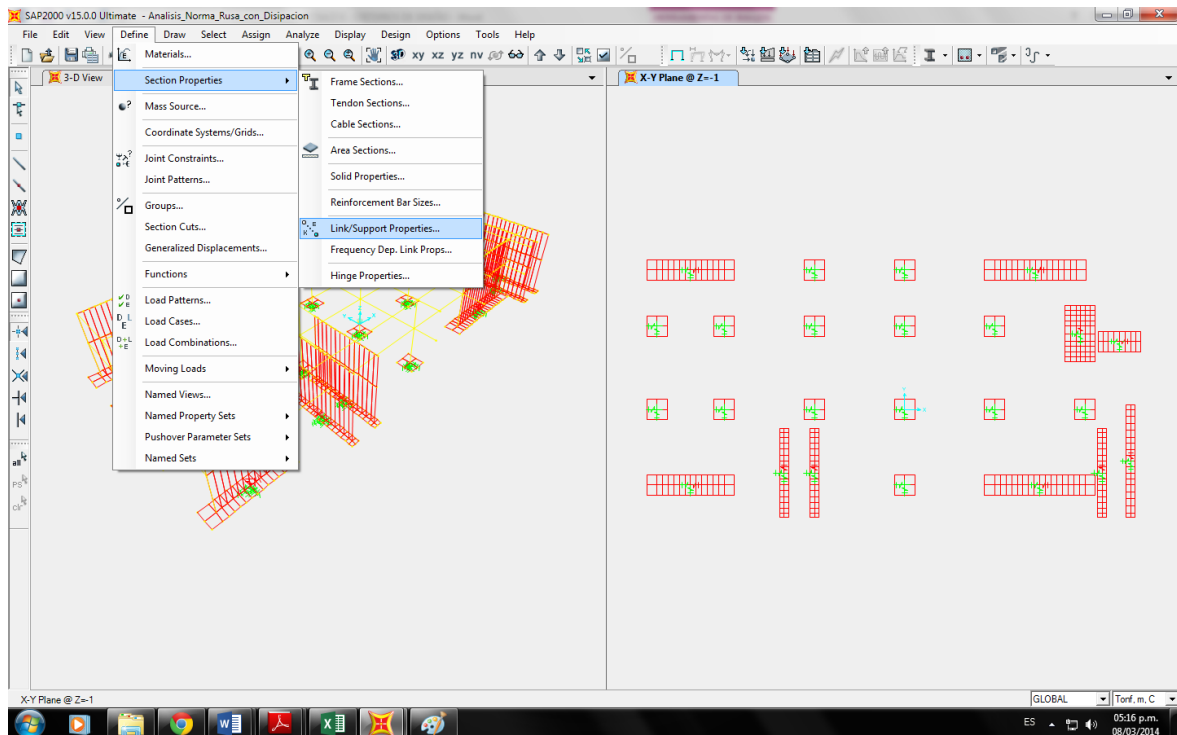 SAP2000 v15.0.0 Ultimate - Analisis_Norma_Rusa_con_Disipacion
File Edit View Define Draw Select Assign Analyze Display Design Options Tools Help
xy xz yz nv
3-D View
X-Y Plane @ Z=-1
Materials...
Section Properties
Mass Source...
Coordinate Systems/Grids...
Joint Constraints...
Joint Patterns...
Groups...
Section Cuts...
Generalized Displacements...
Functions
Load Patterns...
Load Cases...
Load Combinations...
Moving Loads
Named Views...
Named Property Sets
Pushover Parameter Sets
Named Sets
Frame Sections...
Tendon Sections...
Cable Sections...
Area Sections...
Solid Properties...
Reinforcement Bar Sizes...
Link/Support Properties...
Frequency Dep. Link Props...
Hinge Properties...
all
PS
clr
X-Y Plane @ Z=-1
GLOBAL
Tonf, m, C
ES
05:16 p.m.
08/03/2014